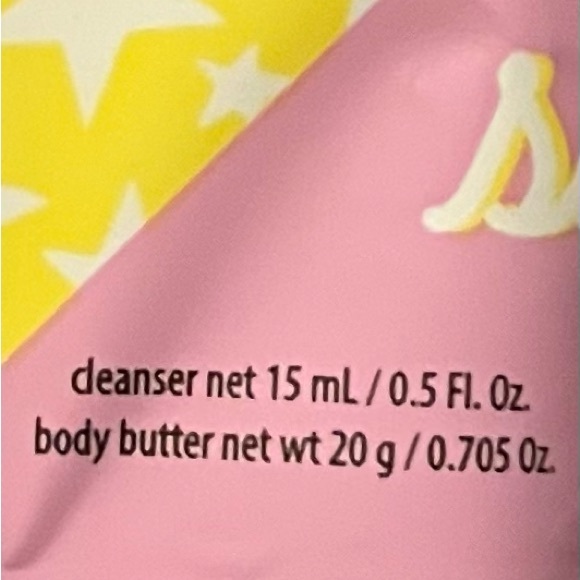 s
cleanser net 15 mL / 0.5 Fl. Oz.
body butter net wt 20 g / 0.705 Oz.